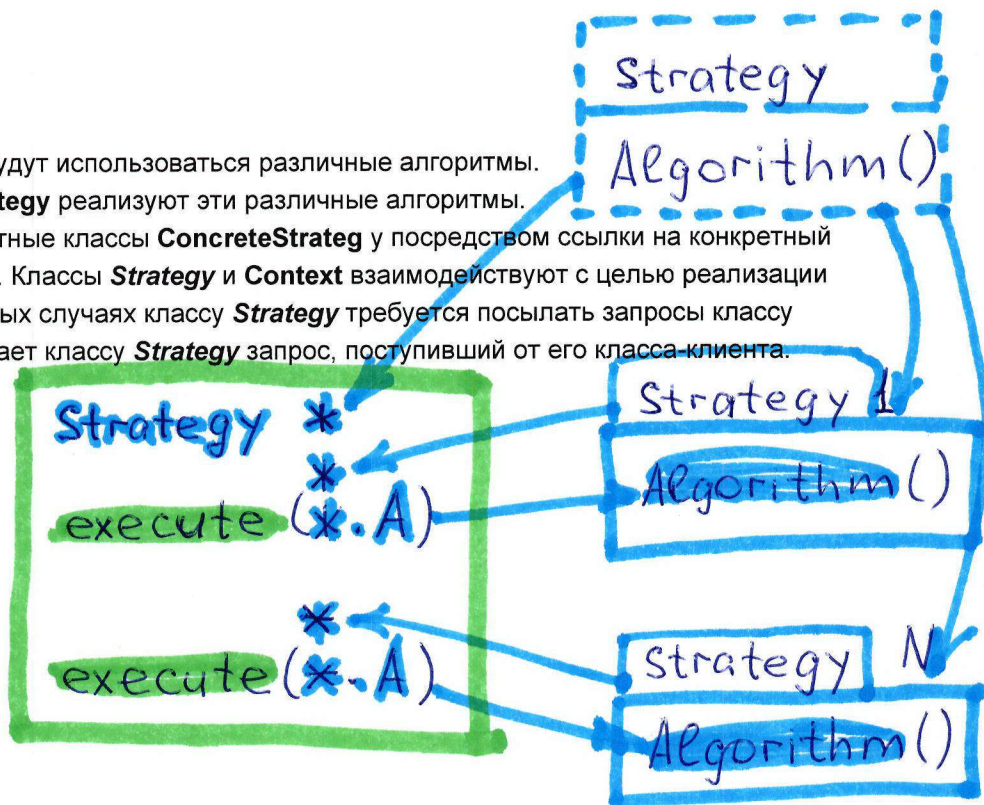 Strategy
Algorithm()
удут использоваться различные алгоритмы.
tegy реализуют эти различные алгоритмы.
тные классы ConcreteStrateg у посредством ссылки на конкретный
. Классы Strategy и Context взаимодействуют с целью реализации
ых случаях классу Strategy требуется посылать запросы классу
ает классу Strategy запрос, поступивший от его класса-клиента.
Strategy *
*
execute (*.A)
*
execute (*.A)
Strategy 1
Algorithm()
Strategy N
Algorithm()